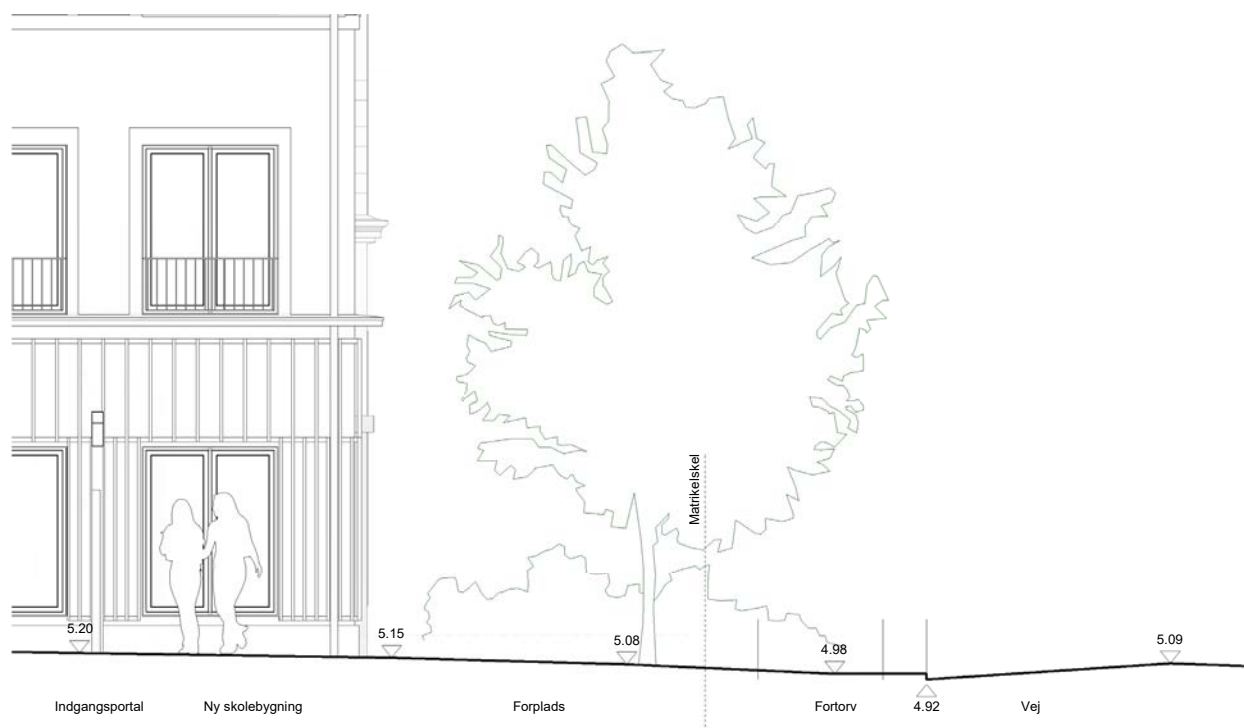 Matrikelskel
5.20
5.15
5.08
4.98
5.09
Indgangsportal
Ny skolebygning
Forplads
Fortorv
4.92
Vej